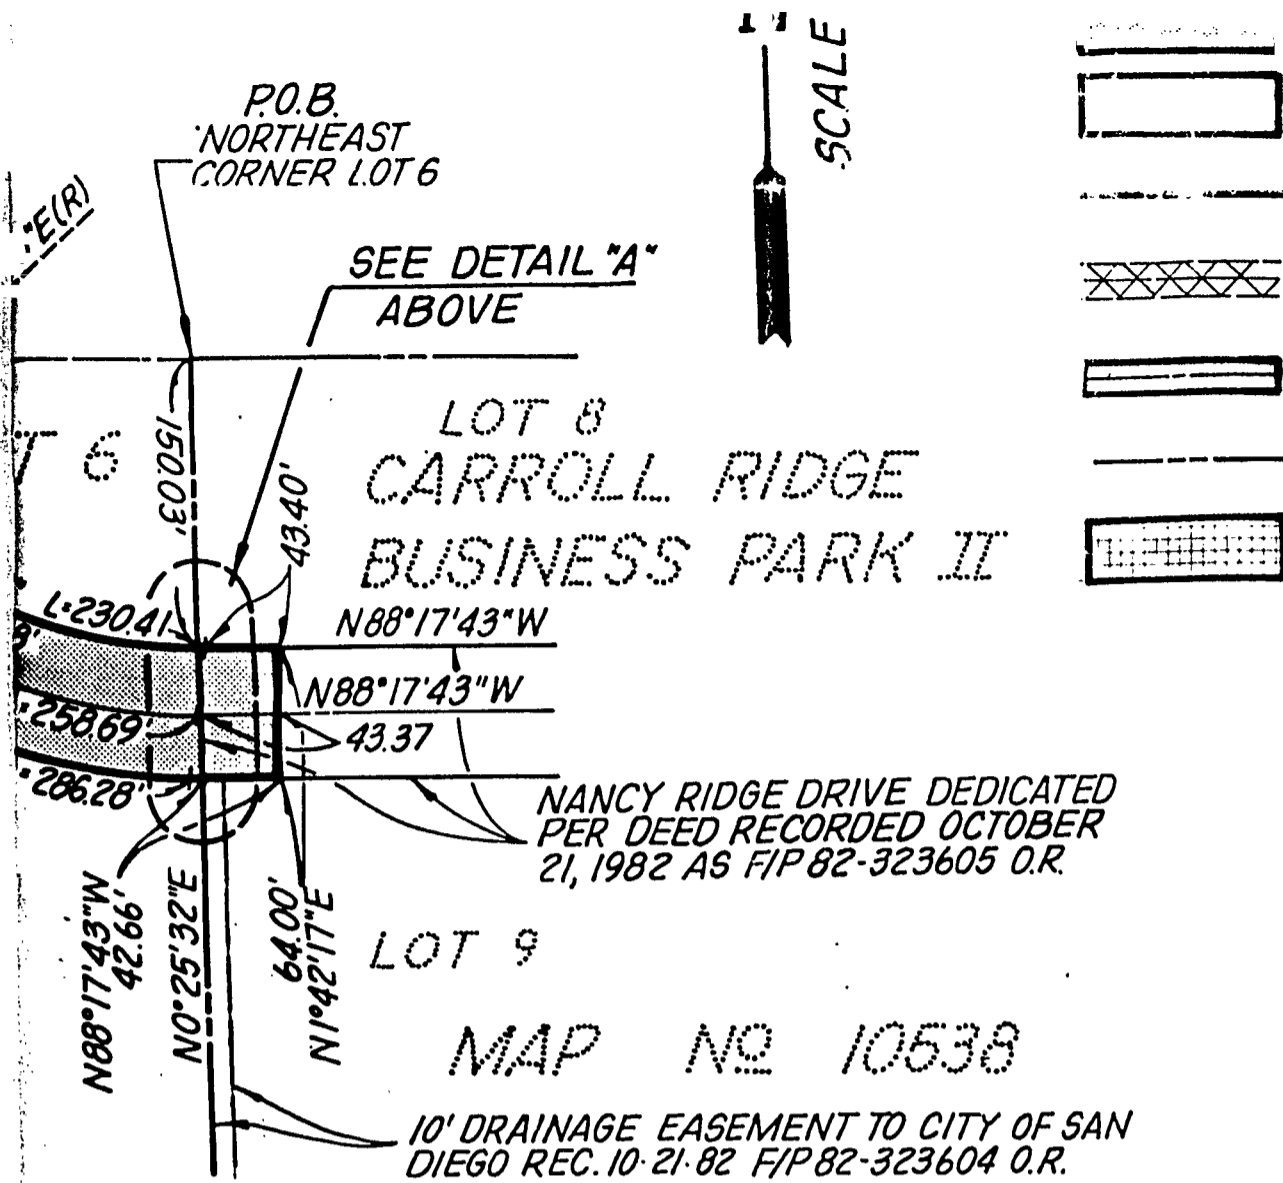 SCALE
P.O.B.
NORTHEAST
CORNER LOT 6
"E(R)
SEE DETAIL "A"
ABOVE
150.03'
6
LOT 8
CARROLL RIDGE
BUSINESS PARK II
43.40'
L=230.41
N88°17'43"W
8'
N88°17'43"W
=258.69'
43.37
=286.28'
NANCY RIDGE DRIVE DEDICATED
PER DEED RECORDED OCTOBER
21, 1982 AS F/P 82-323605 O.R.
N88°17'43"W
42.66'
N0°25'32"E
64.00'
N1°42'17"E
LOT 9
MAP Nº 10538
10' DRAINAGE EASEMENT TO CITY OF SAN
DIEGO REC. 10-21-82 F/P 82-323604 O.R.